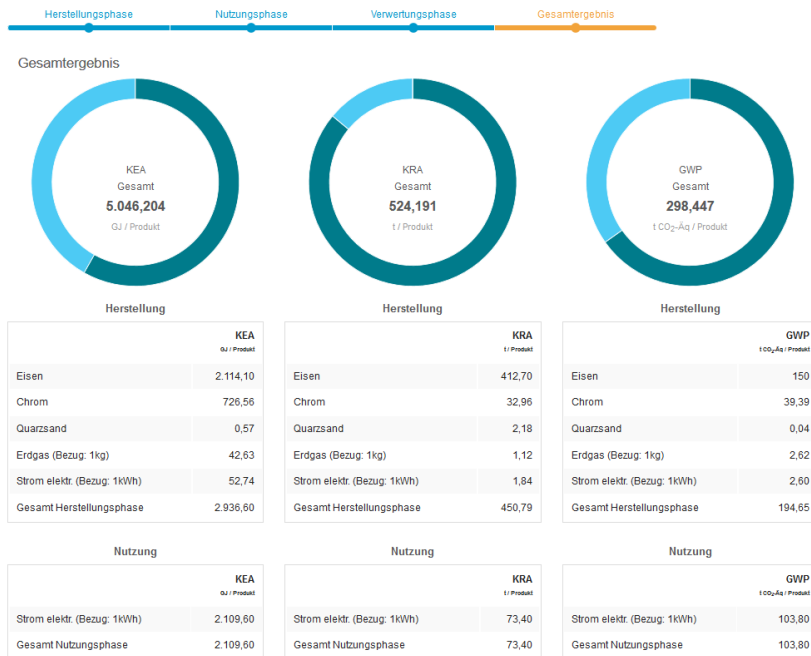 Herstellungsphase Nutzungsphase Verwertungsphase Gesamtergebnis
Gesamtergebnis
KEA
Gesamt
5.046,204
GJ / Produkt
KRA
Gesamt
524,191
t / Produkt
GWP
Gesamt
298,447
t CO2-Äq / Produkt
Herstellung
KEA
GJ / Produkt
Eisen 2.114,10
Chrom 726,56
Quarzsand 0,57
Erdgas (Bezug: 1kg) 42,63
Strom elektr. (Bezug: 1kWh) 52,74
Gesamt Herstellungsphase 2.936,60
Herstellung
KRA
t / Produkt
Eisen 412,70
Chrom 32,96
Quarzsand 2,18
Erdgas (Bezug: 1kg) 1,12
Strom elektr. (Bezug: 1kWh) 1,84
Gesamt Herstellungsphase 450,79
Herstellung
GWP
t CO2-Äq / Produkt
Eisen 150
Chrom 39,39
Quarzsand 0,04
Erdgas (Bezug: 1kg) 2,62
Strom elektr. (Bezug: 1kWh) 2,60
Gesamt Herstellungsphase 194,65
Nutzung
KEA
GJ / Produkt
Strom elektr. (Bezug: 1kWh) 2.109,60
Gesamt Nutzungsphase 2.109,60
Nutzung
KRA
t / Produkt
Strom elektr. (Bezug: 1kWh) 73,40
Gesamt Nutzungsphase 73,40
Nutzung
GWP
t CO2-Äq / Produkt
Strom elektr. (Bezug: 1kWh) 103,80
Gesamt Nutzungsphase 103,80